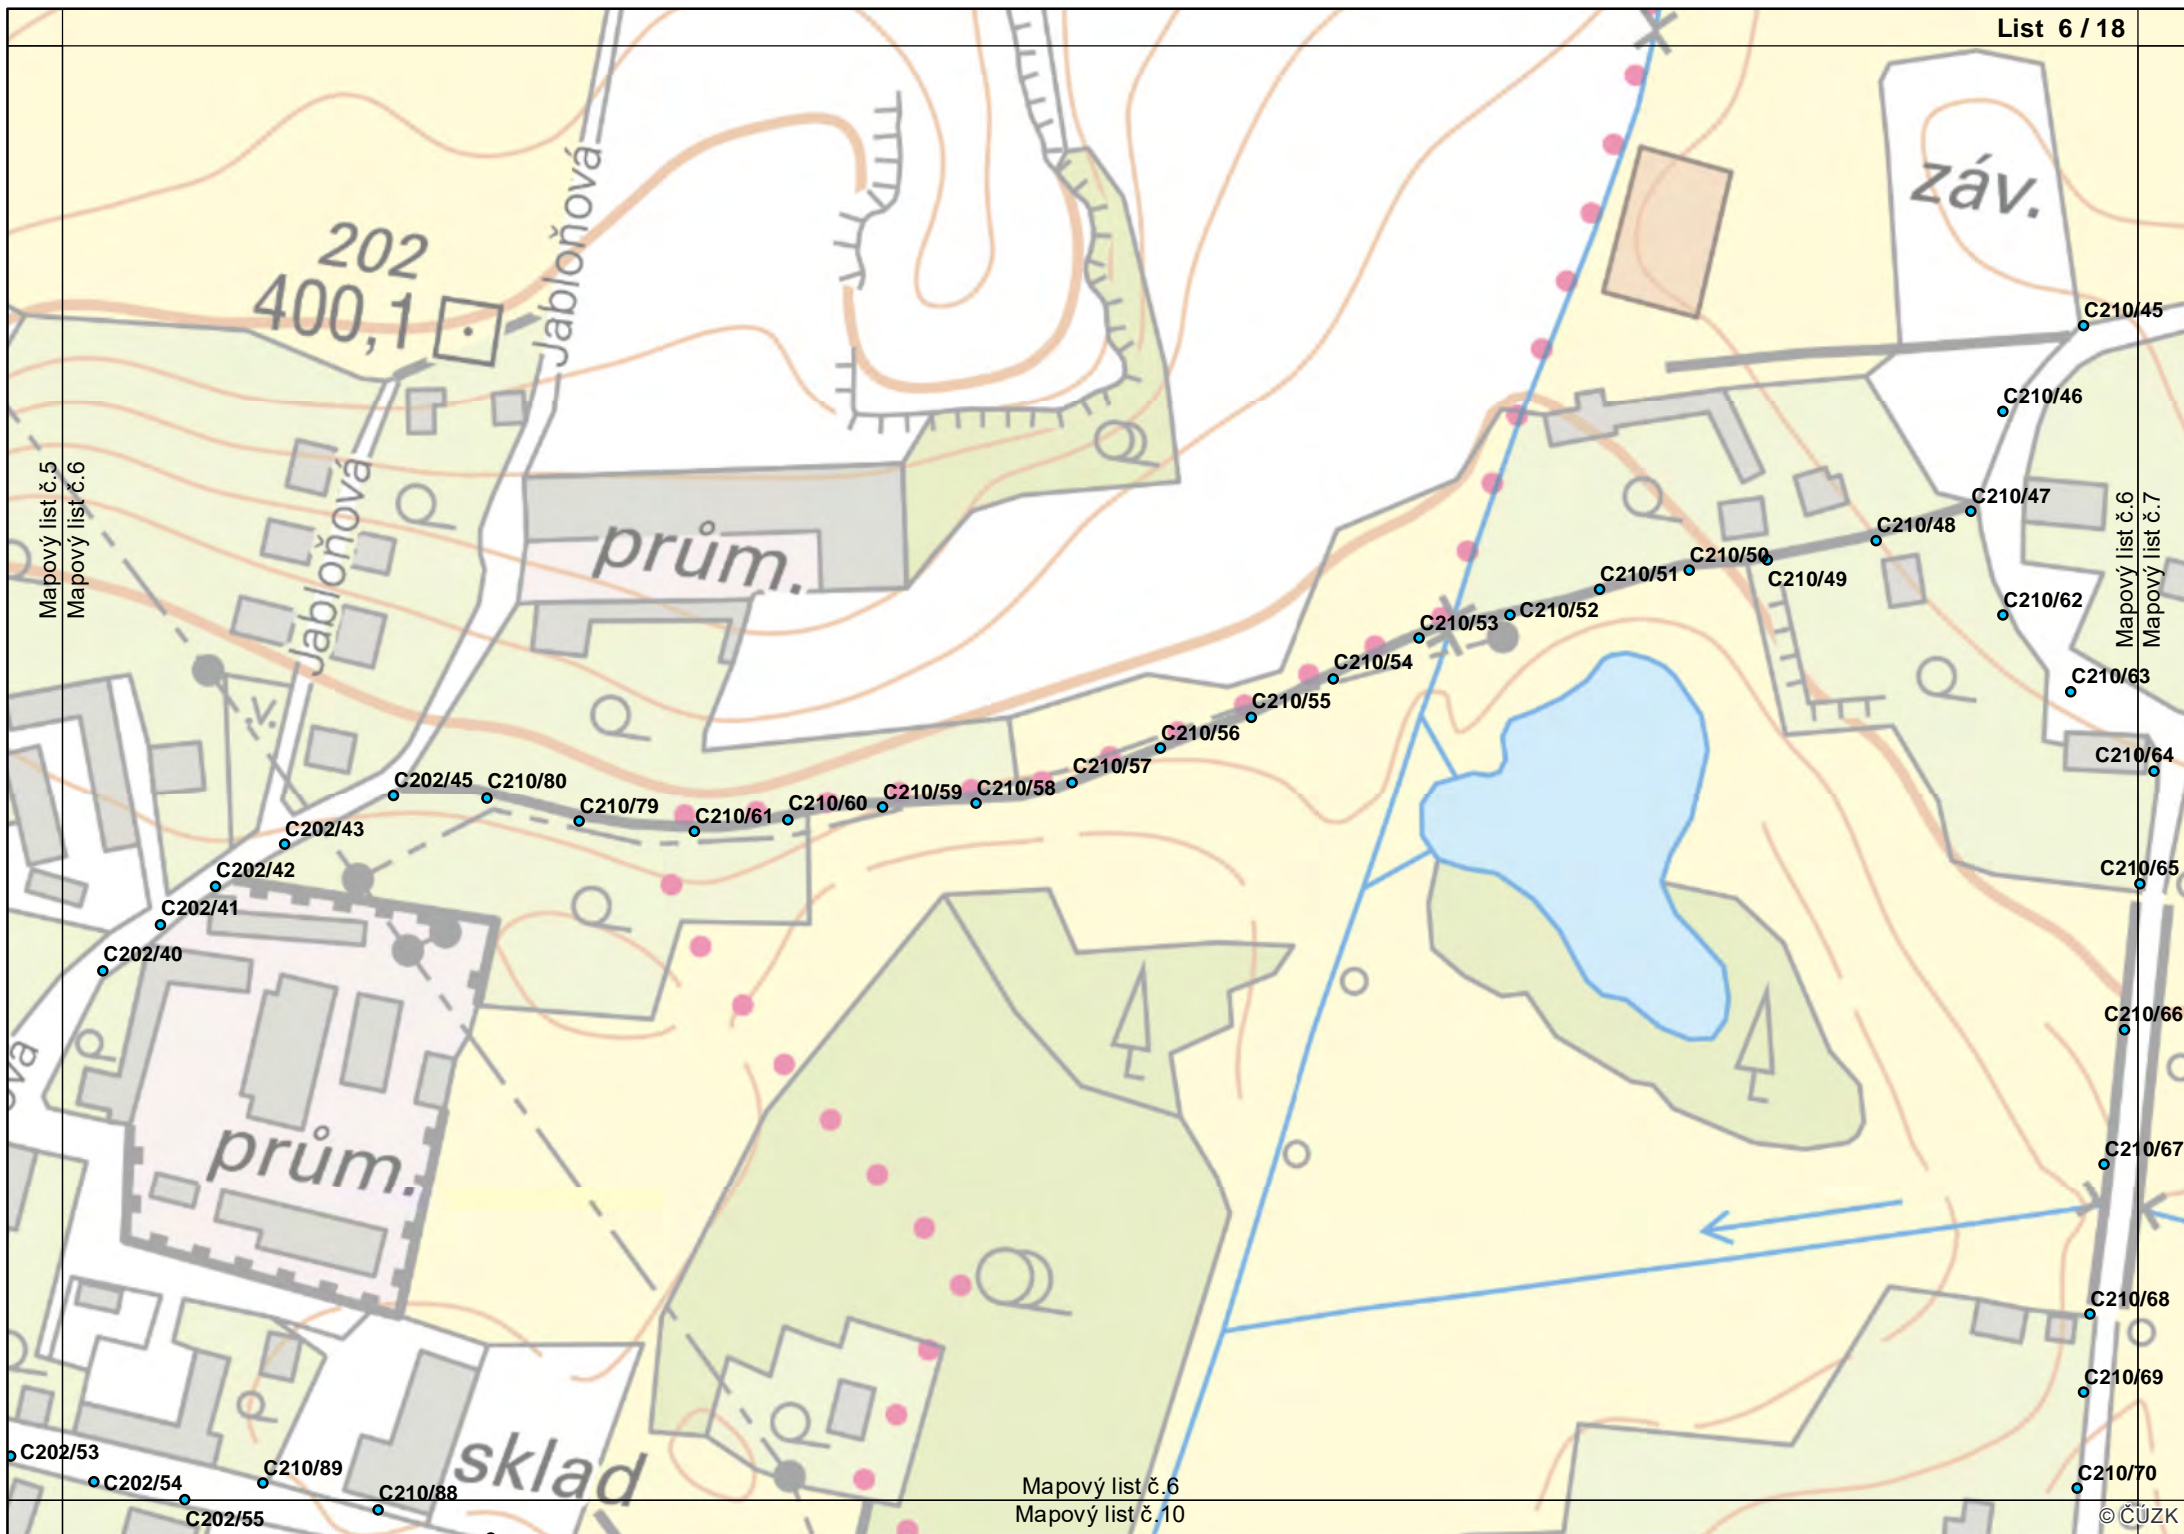 List 6 / 18
záv.
Jabloňová
202
400,1
C210/45
C210/46
Mapový list č.5
Mapový list č.6
Jabloňová
prům.
C210/47
C210/48
C210/50
C210/49
C210/51
C210/52
C210/53
C210/54
C210/55
C210/56
C210/57
C210/58
C210/59
C210/60
C210/61
C210/79
C210/80
C202/45
C202/43
C202/42
C202/41
C202/40
C210/62
C210/63
C210/64
C210/65
C210/66
C210/67
C210/68
C210/69
C210/70
Mapový list č.6
Mapový list č.7
.v.
ová
prům.
sklad
C202/53
C202/54
C202/55
C210/89
C210/88
Mapový list č.6
Mapový list č.10
© ČÚZK